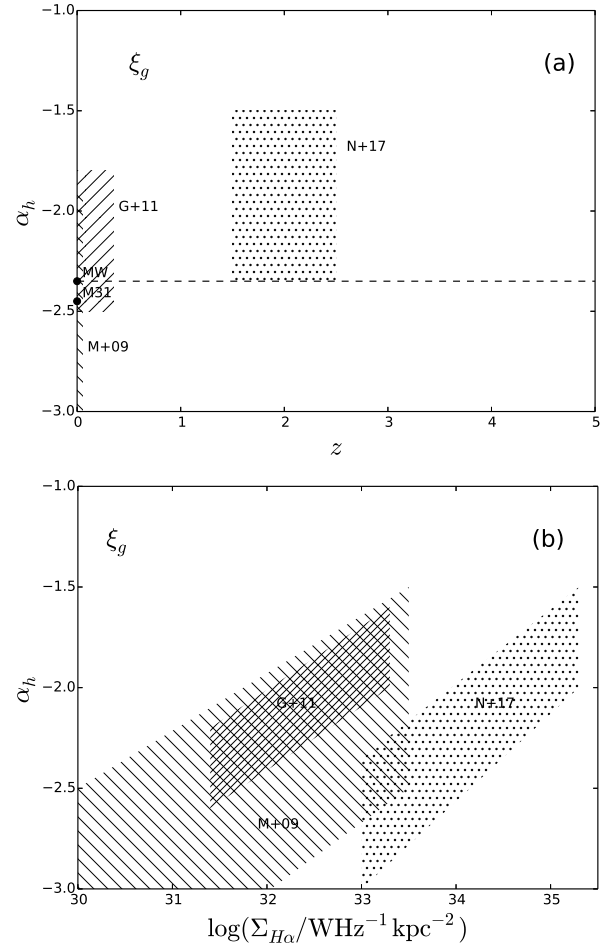 −1.0
ξg (a)
−1.5
N+17
−2.0
G+11
αh
MW
M31
−2.5
M+09
−3.0
0 1 2 3 4 5
z
−1.0
ξg (b)
−1.5
−2.0
G+11 N+17
αh
−2.5
M+09
−3.0
30 31 32 33 34 35
log(ΣHα/WHz⁻¹ kpc⁻²)